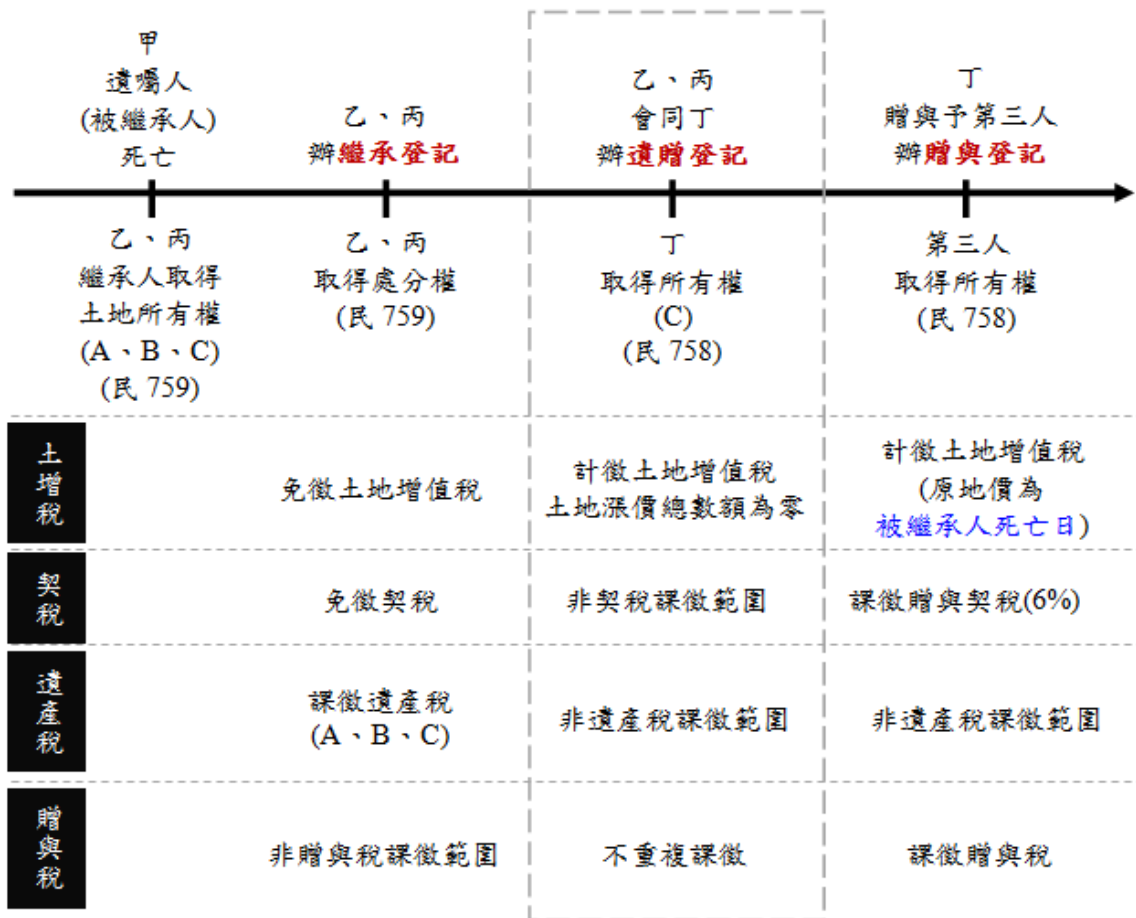 甲
遺囑人
(被繼承人)
死亡
乙、丙
辦繼承登記
乙、丙
會同丁
辦遺贈登記
丁
贈與予第三人
辦贈與登記
乙、丙
繼承人取得
土地所有權
(A、B、C)
(民 759)
乙、丙
取得處分權
(民 759)
丁
取得所有權
(C)
(民 758)
第三人
取得所有權
(民 758)
土增稅
免徵土地增值稅
計徵土地增值稅
土地漲價總數額為零
計徵土地增值稅
(原地價為
被繼承人死亡日)
契稅
免徵契稅
非契稅課徵範圍
課徵贈與契稅(6%)
遺產稅
課徵遺產稅
(A、B、C)
非遺產稅課徵範圍
非遺產稅課徵範圍
贈與稅
非贈與稅課徵範圍
不重複課徵
課徵贈與稅